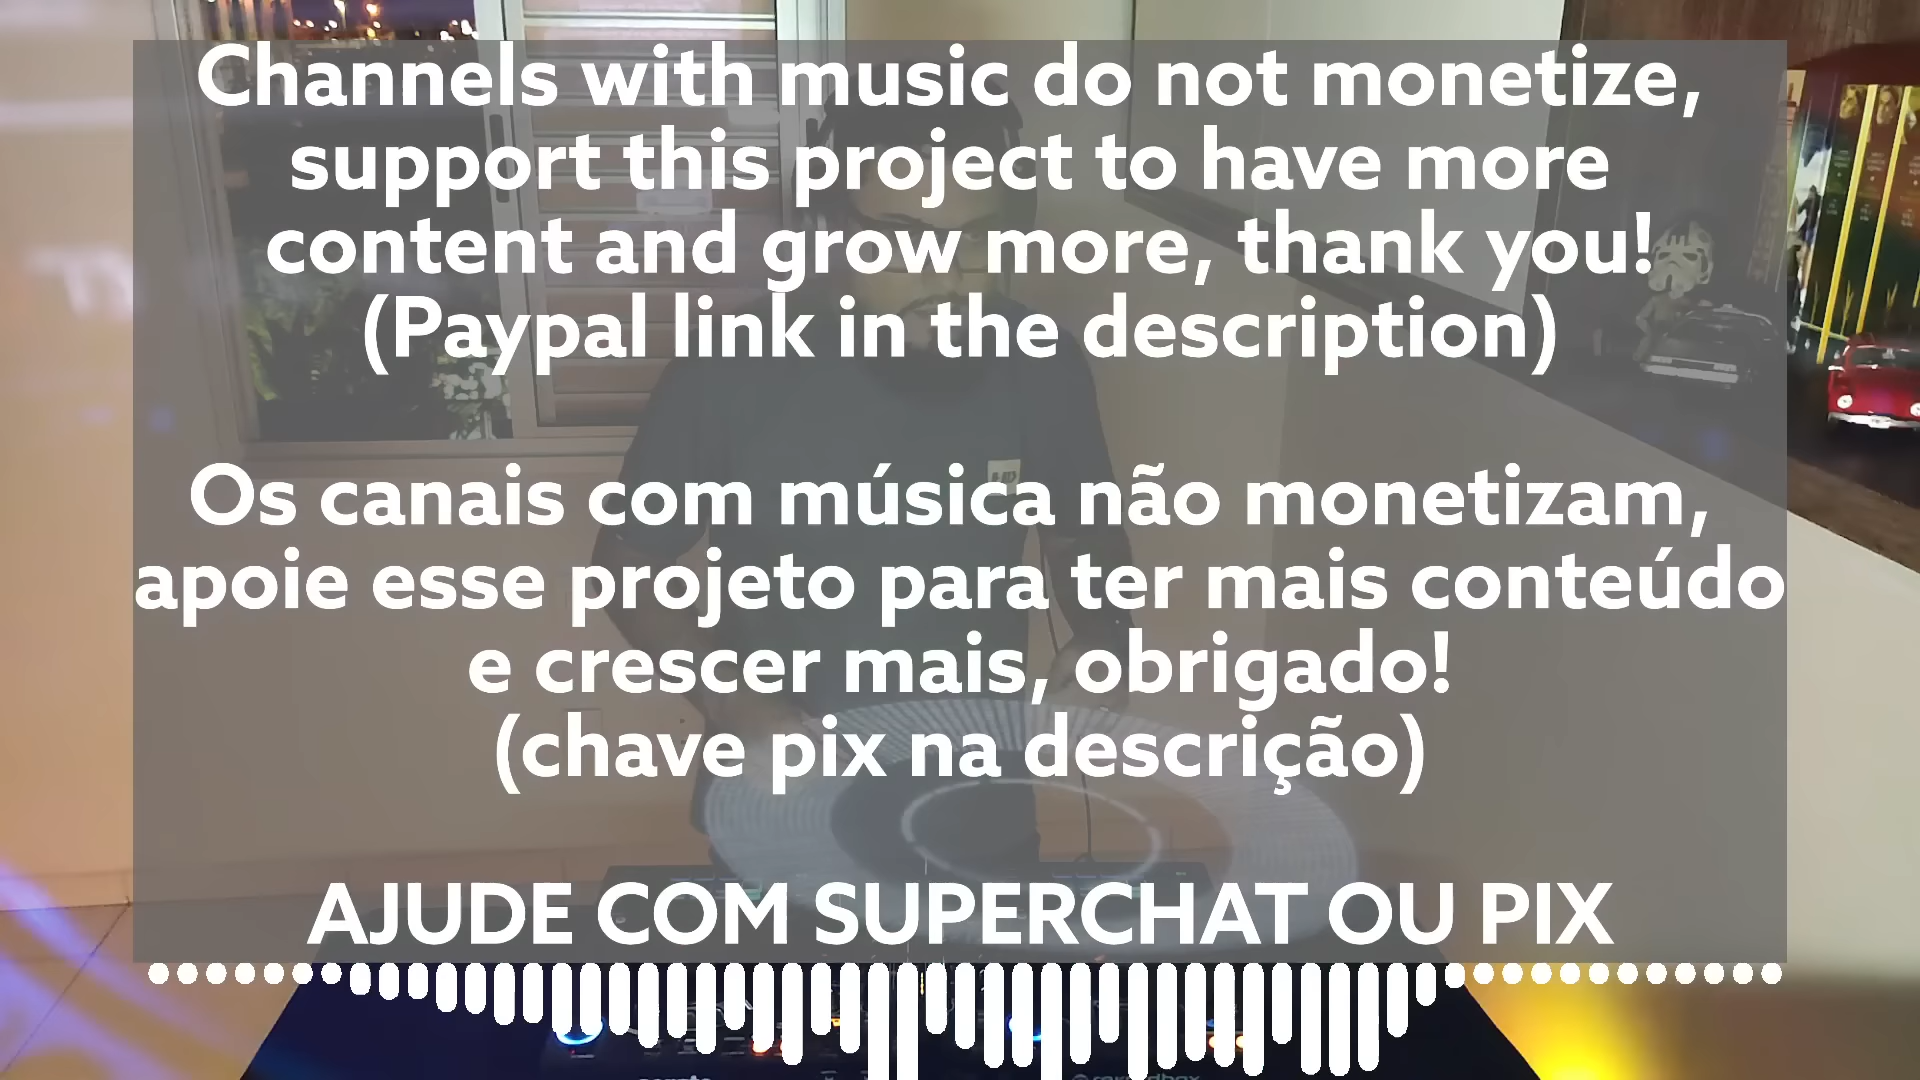 Channels with music do not monetize,
support this project to have more
content and grow more, thank you!
(Paypal link in the description)
Os canais com música não monetizam,
apoie esse projeto para ter mais conteúdo
e crescer mais, obrigado!
(chave pix na descrição)
AJUDE COM SUPERCHAT OU PIX